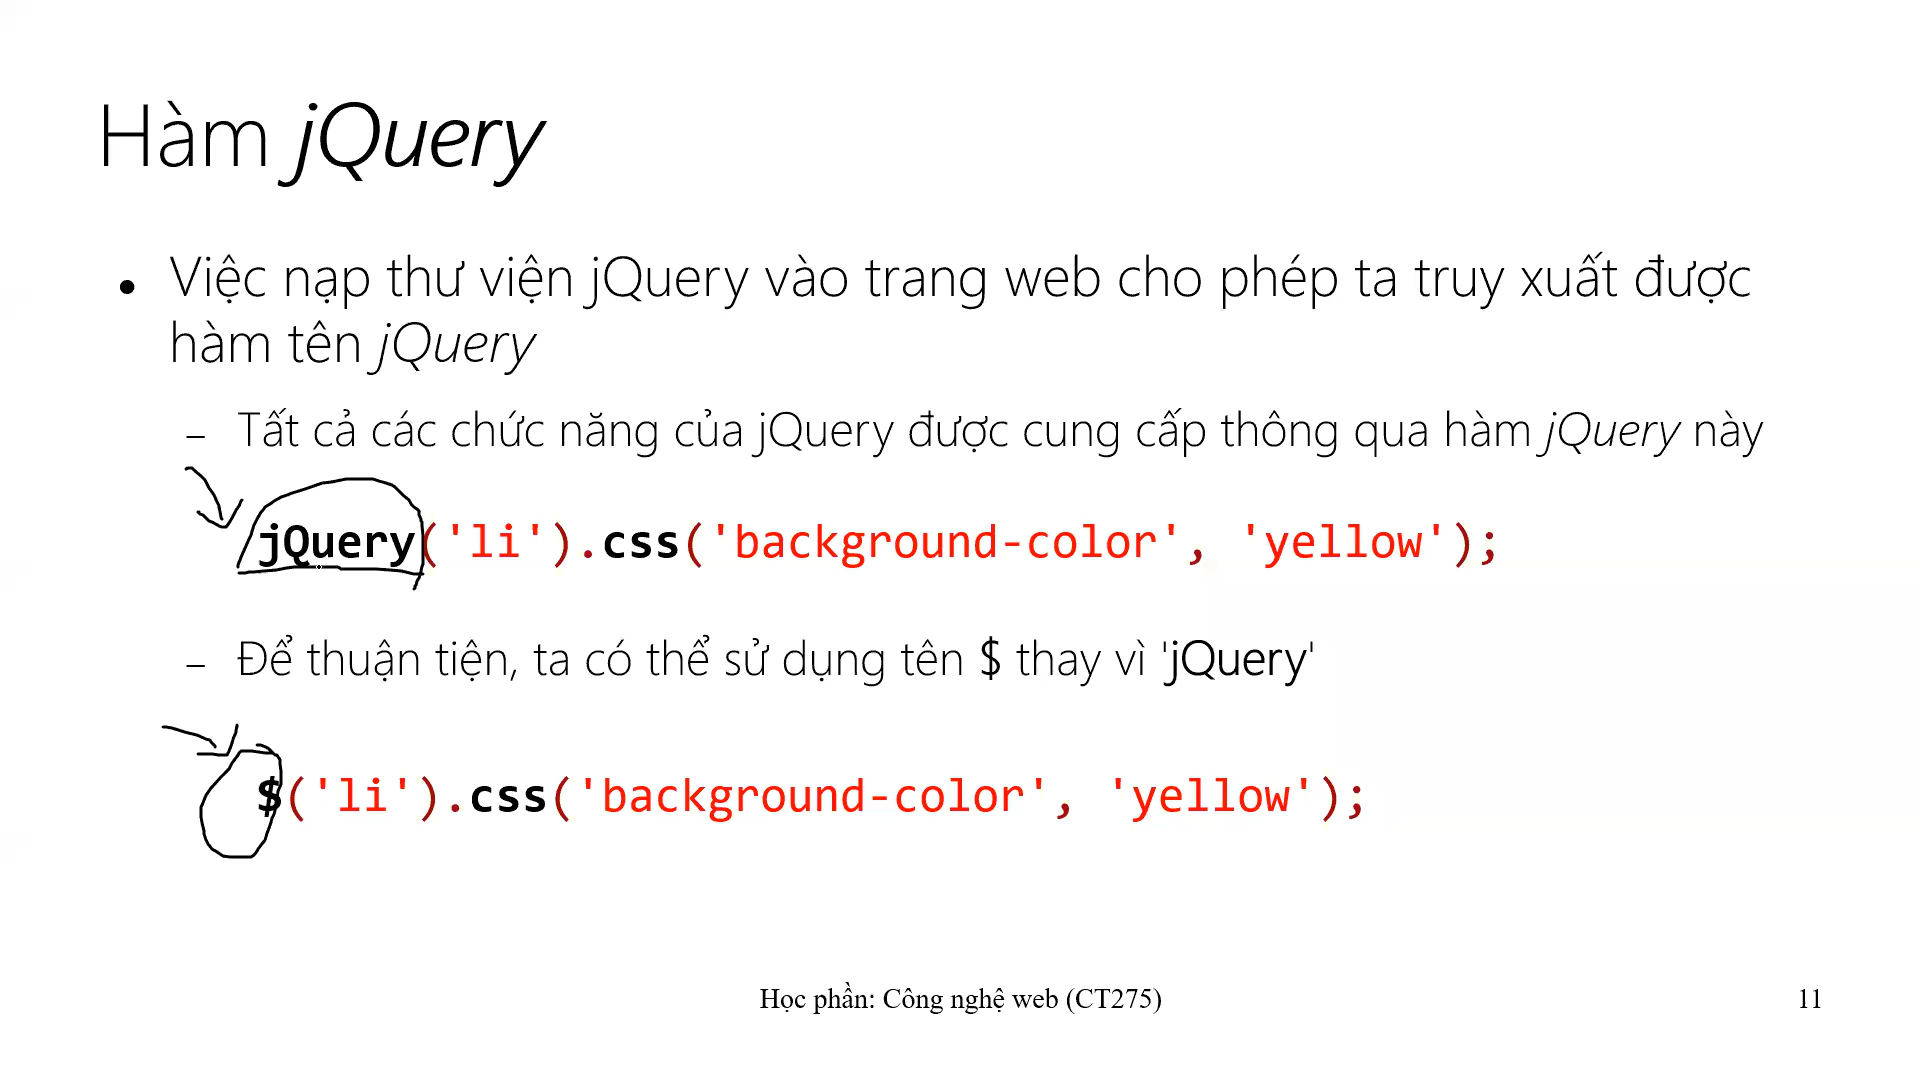 Hàm jQuery
• Việc nạp thư viện jQuery vào trang web cho phép ta truy xuất được
hàm tên jQuery
– Tất cả các chức năng của jQuery được cung cấp thông qua hàm jQuery này
jQuery('li').css('background-color', 'yellow');
– Để thuận tiện, ta có thể sử dụng tên $ thay vì 'jQuery'
$('li').css('background-color', 'yellow');
Học phần: Công nghệ web (CT275)
11